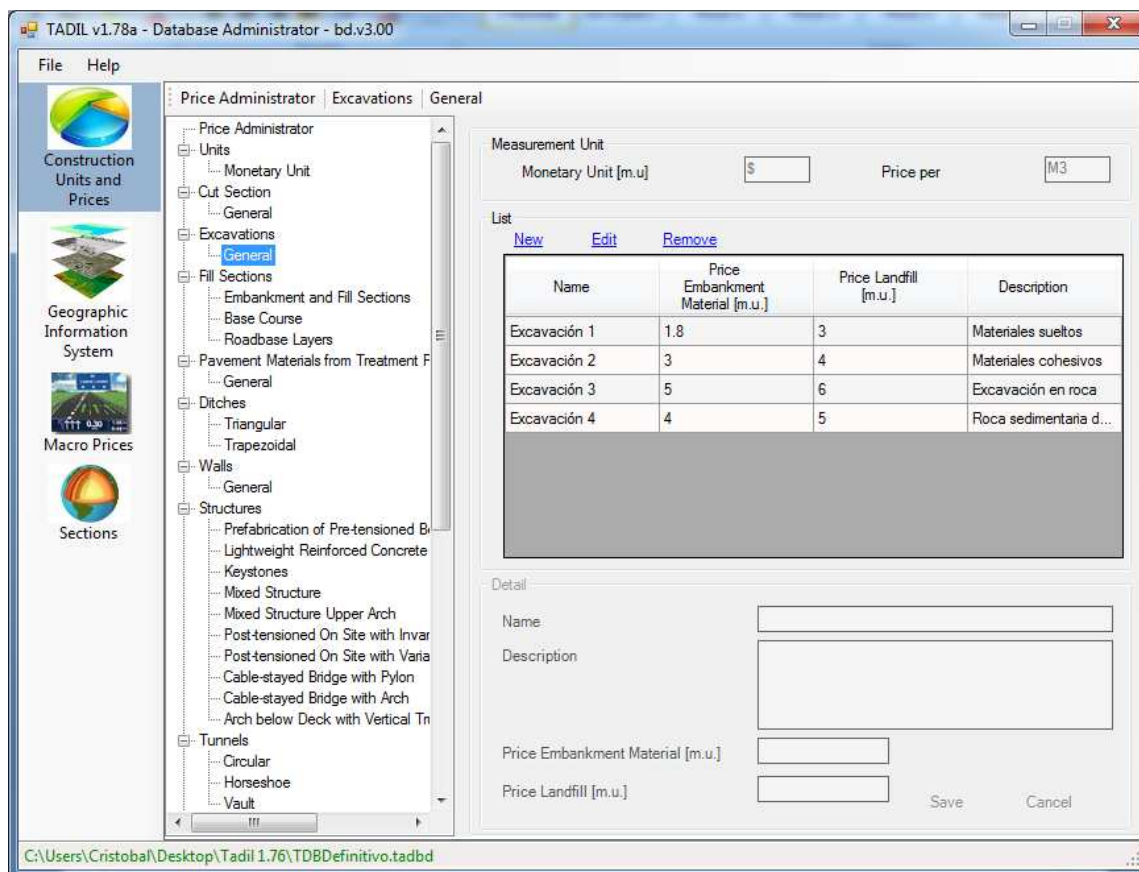 TADIL v1.78a - Database Administrator - bd.v3.00
File Help
Construction
Units and
Prices
Geographic
Information
System
Macro Prices
Sections
Price Administrator Excavations General
Price Administrator
Units
Monetary Unit
Cut Section
General
Excavations
General
Fill Sections
Embankment and Fill Sections
Base Course
Roadbase Layers
Pavement Materials from Treatment
General
Ditches
Triangular
Trapezoidal
Walls
General
Structures
Prefabrication of Pre-tensioned
Lightweight Reinforced Concrete
Keystones
Mixed Structure
Mixed Structure Upper Arch
Post-tensioned On Site with
Post-tensioned On Site with
Cable-stayed Bridge with Pylon
Cable-stayed Bridge with Arch
Arch below Deck with Vertical
Tunnels
Circular
Horseshoe
Vault
Measurement Unit
Monetary Unit [m.u] $ Price per M3
List
New Edit Remove
Name Price Embankment Material [m.u.] Price Landfill [m.u.] Description
Excavación 1 1.8 3 Materiales sueltos
Excavación 2 3 4 Materiales cohesivos
Excavación 3 5 6 Excavación en roca
Excavación 4 4 5 Roca sedimentaria d...
Detail
Name
Description
Price Embankment Material [m.u.]
Price Landfill [m.u.]
Save Cancel
C:\Users\Cristobal\Desktop\Tadil 1.76\TDBDefinitivo.tadbd